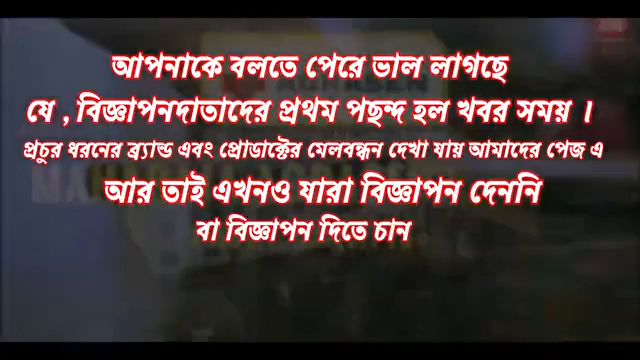 আপনাকে বলতে পেরে ভাল লাগছে
যে , বিজ্ঞাপনদাতাদের প্রথম পছন্দ হল খবর সময় ।
প্রচুর ধরনের ব্র্যান্ড এবং প্রোডাক্টের মেলবন্ধন দেখা যায় আমাদের পেজ এ
আর তাই এখনও যারা বিজ্ঞাপন দেননি
বা বিজ্ঞাপন দিতে চান